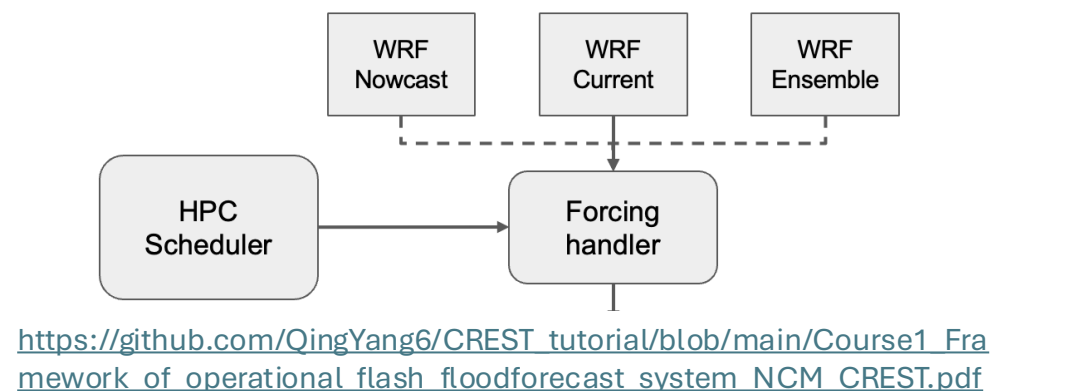 WRF
Nowcast
WRF
Current
WRF
Ensemble
HPC
Scheduler
Forcing
handler
https://github.com/QingYang6/CREST_tutorial/blob/main/Course1_Fra
mework_of_operational_flash_floodforecast_system_NCM_CREST.pdf